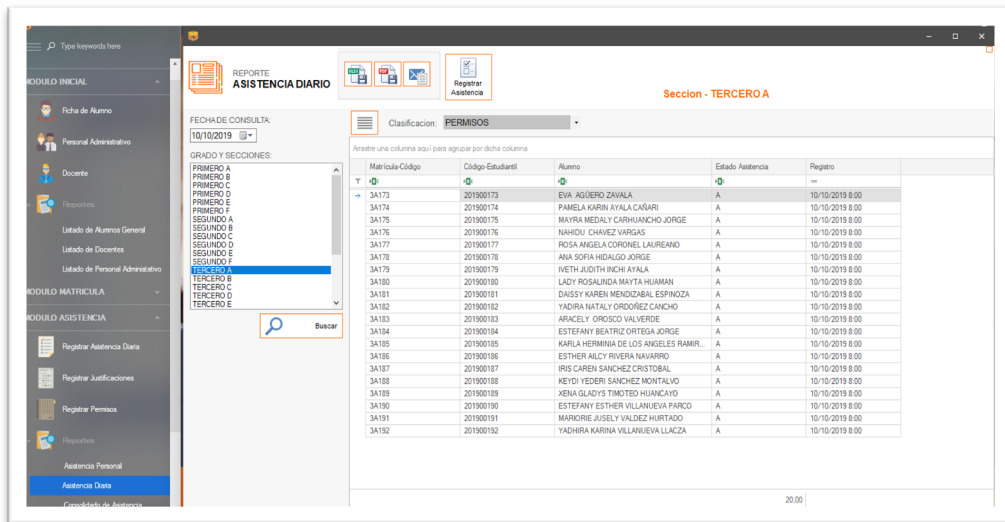 Type keywords here
MODULO INICIAL
Ficha de Alumno
Personal Administrativo
Docente
Reportes
Listado de Alumnos General
Listado de Docentes
Listado de Personal Administativo
MODULO MATRICULA
MODULO ASISTENCIA
Registrar Asistencia Diaria
Registrar Justificaciones
Registrar Permisos
Reportes
Asistencia Personal
Asistencia Diaria
Consolidado de Asistencia
REPORTE
ASISTENCIA DIARIO
Registrar
Asistencia
Seccion - TERCERO A
FECHA DE CONSULTA:
10/10/2019
GRADO Y SECCIONES:
PRIMERO A
PRIMERO B
PRIMERO C
PRIMERO D
PRIMERO E
PRIMERO F
SEGUNDO A
SEGUNDO B
SEGUNDO C
SEGUNDO D
SEGUNDO E
SEGUNDO F
TERCERO A
TERCERO B
TERCERO C
TERCERO D
TERCERO E
Buscar
Clasificacion: PERMISOS
Arrastre una columna aquí para agrupar por dicha columna
Matrícula-Código Código-Estudiantil Alumno Estado Asistencia Registro
3A173 201900173 EVA AGÜERO ZAVALA A 10/10/2019 8:00
3A174 201900174 PAMELA KARIN AYALA CAÑARI A 10/10/2019 8:00
3A175 201900175 MAYRA MEDALY CARHUANCHO JORGE A 10/10/2019 8:00
3A176 201900176 NAHIDU CHAVEZ VARGAS A 10/10/2019 8:00
3A177 201900177 ROSA ANGELA CORONEL LAUREANO A 10/10/2019 8:00
3A178 201900178 ANA SOFIA HIDALGO JORGE A 10/10/2019 8:00
3A179 201900179 IVETH JUDITH INCHI AYALA A 10/10/2019 8:00
3A180 201900180 LADY ROSALINDA MAYTA HUAMAN A 10/10/2019 8:00
3A181 201900181 DAISSY KAREN MENDIZABAL ESPINOZA A 10/10/2019 8:00
3A182 201900182 YADIRA NATALY ORDOÑEZ CANCHO A 10/10/2019 8:00
3A183 201900183 ARACELY OROSCO VALVERDE A 10/10/2019 8:00
3A184 201900184 ESTEFANY BEATRIZ ORTEGA JORGE A 10/10/2019 8:00
3A185 201900185 KARLA HERMINIA DE LOS ANGELES RAMIR... A 10/10/2019 8:00
3A186 201900186 ESTHER AILCY RIVERA NAVARRO A 10/10/2019 8:00
3A187 201900187 IRIS CAREN SANCHEZ CRISTOBAL A 10/10/2019 8:00
3A188 201900188 KEYDI YEDERI SANCHEZ MONTALVO A 10/10/2019 8:00
3A189 201900189 XENA GLADYS TIMOTEO HUANCAYO A 10/10/2019 8:00
3A190 201900190 ESTEFANY ESTHER VILLANUEVA PARCO A 10/10/2019 8:00
3A191 201900191 MARIORIE JUSELY VALDEZ HURTADO A 10/10/2019 8:00
3A192 201900192 YADHIRA KARINA VILLANUEVA LLACZA A 10/10/2019 8:00
20.00